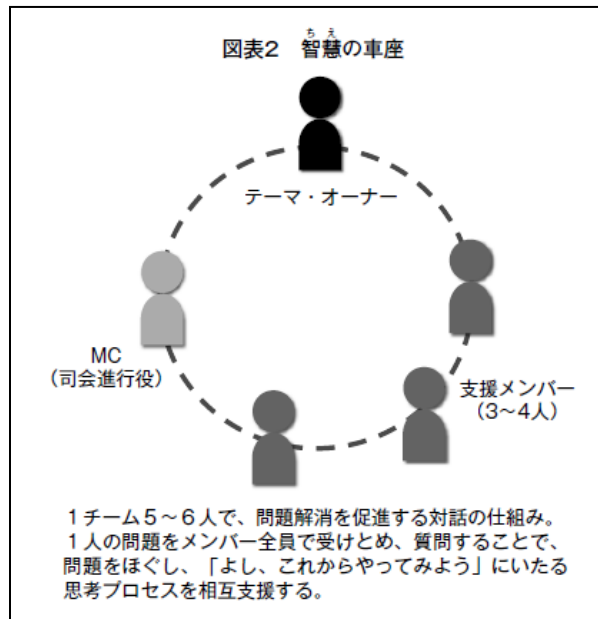 図表2 智慧の車座
ちえ
テーマ・オーナー
MC
（司会進行役）
支援メンバー
（3〜4人）
１チーム５〜６人で、問題解消を促進する対話の仕組み。
１人の問題をメンバー全員で受けとめ、質問することで、
問題をほぐし、「よし、これからやってみよう」にいたる
思考プロセスを相互支援する。